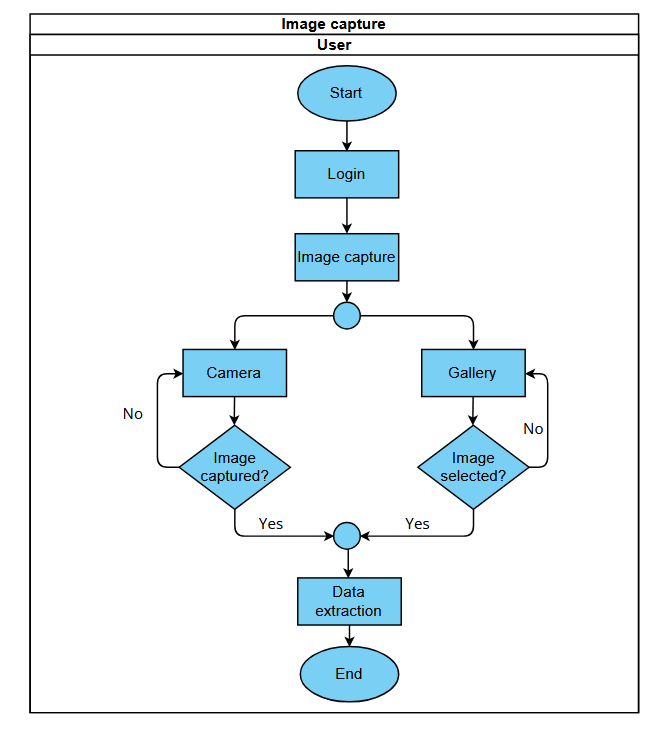 Image capture
User
Start
Login
Image capture
Camera
Gallery
No
No
Image
captured?
Image
selected?
Yes
Yes
Data
extraction
End